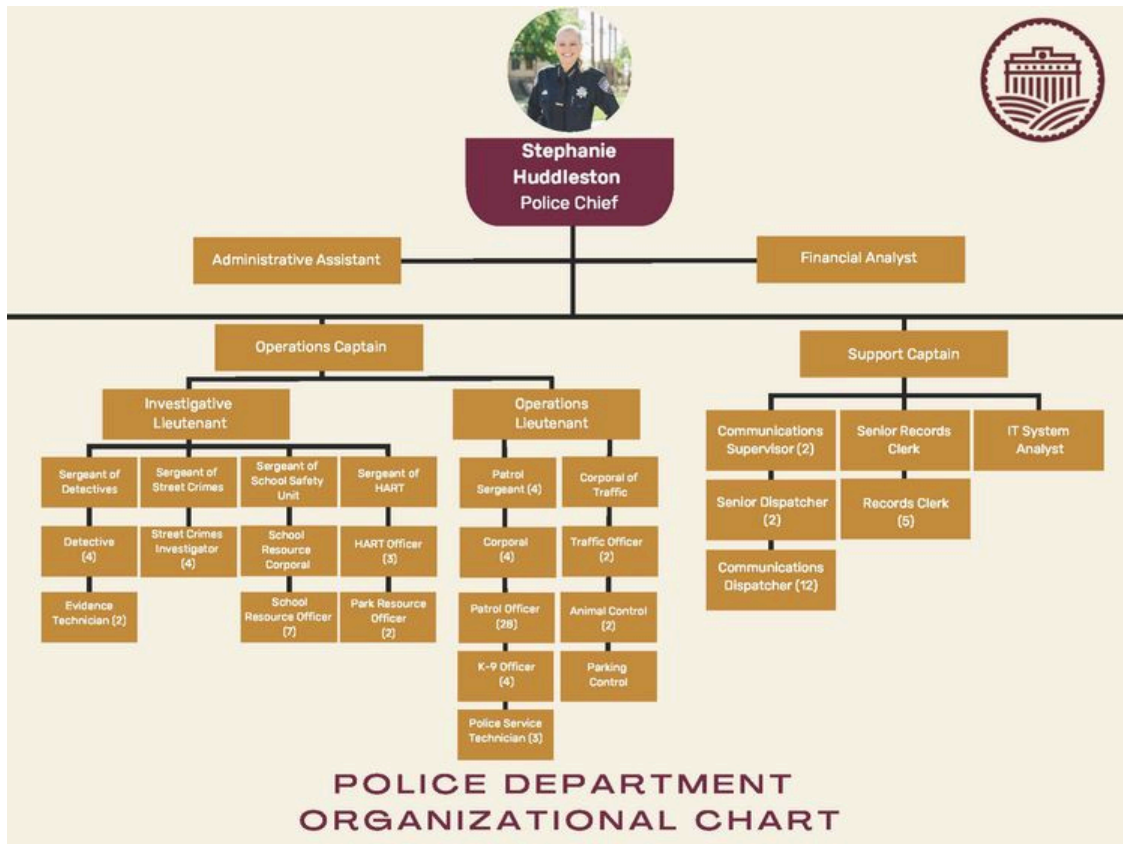 Stephanie
Huddleston
Police Chief
Administrative Assistant
Financial Analyst
Operations Captain
Support Captain
Investigative
Lieutenant
Operations
Lieutenant
Communications
Supervisor (2)
Senior Records
Clerk
IT System
Analyst
Sergeant of
Detectives
Sergeant of
Street Crimes
Sergeant of
School Safety
Unit
Sergeant of
HART
Patrol
Sergeant (4)
Corporal of
Traffic
Senior Dispatcher
(2)
Records Clerk
(5)
Detective
(4)
Street Crimes
Investigator
(4)
School
Resource
Corporal
HART Officer
(3)
Corporal
(4)
Traffic Officer
(2)
Communications
Dispatcher (12)
Evidence
Technician (2)
School
Resource Officer
(7)
Park Resource
Officer
(2)
Patrol Officer
(28)
Animal Control
(2)
K-9 Officer
(4)
Parking
Control
Police Service
Technician (3)
POLICE DEPARTMENT
ORGANIZATIONAL CHART